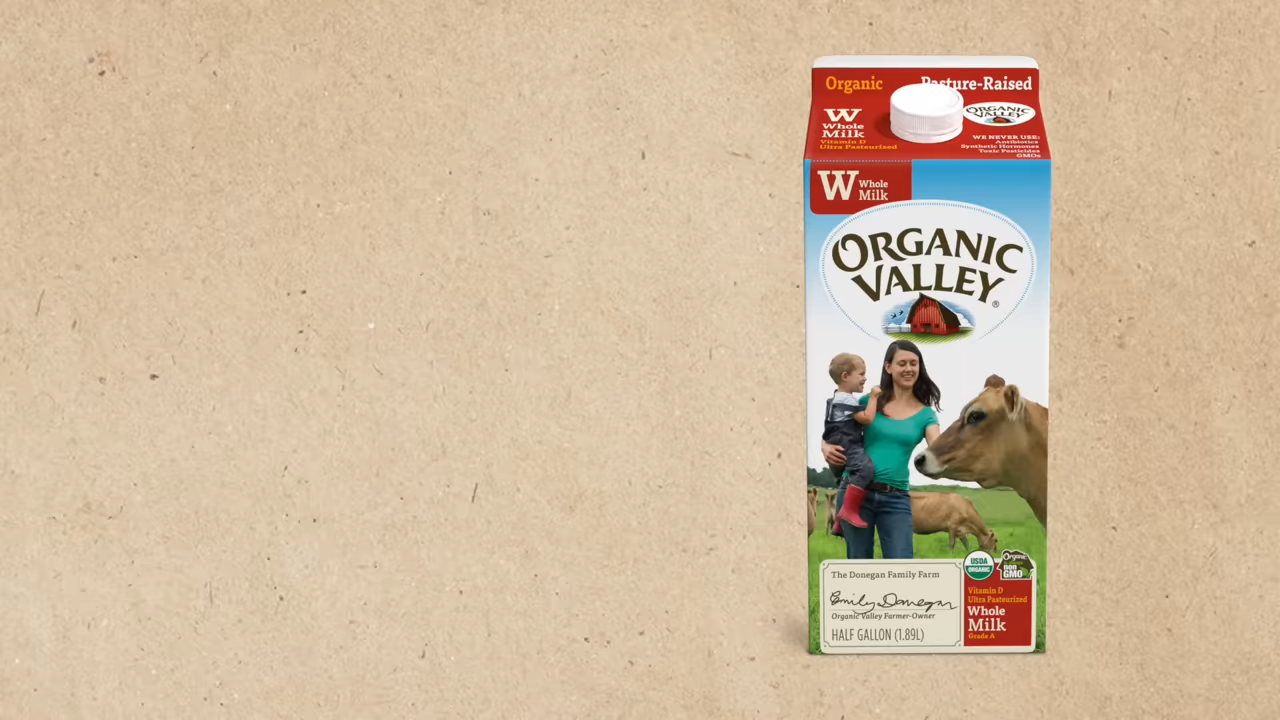 Organic
Pasture-Raised
W
Whole
Milk
Vitamin D
Ultra Pasteurized
ORGANIC
VALLEY
WE NEVER USE:
Antibiotics
Synthetic Hormones
Toxic Pesticides
GMOs
W Whole
Milk
ORGANIC
VALLEY®
The Donegan Family Farm
Emily Donegan
Organic Valley Farmer-Owner
HALF GALLON (1.89L)
USDA
ORGANIC
Organic
non
GMO
Vitamin D
Ultra Pasteurized
Whole
Milk
Grade A